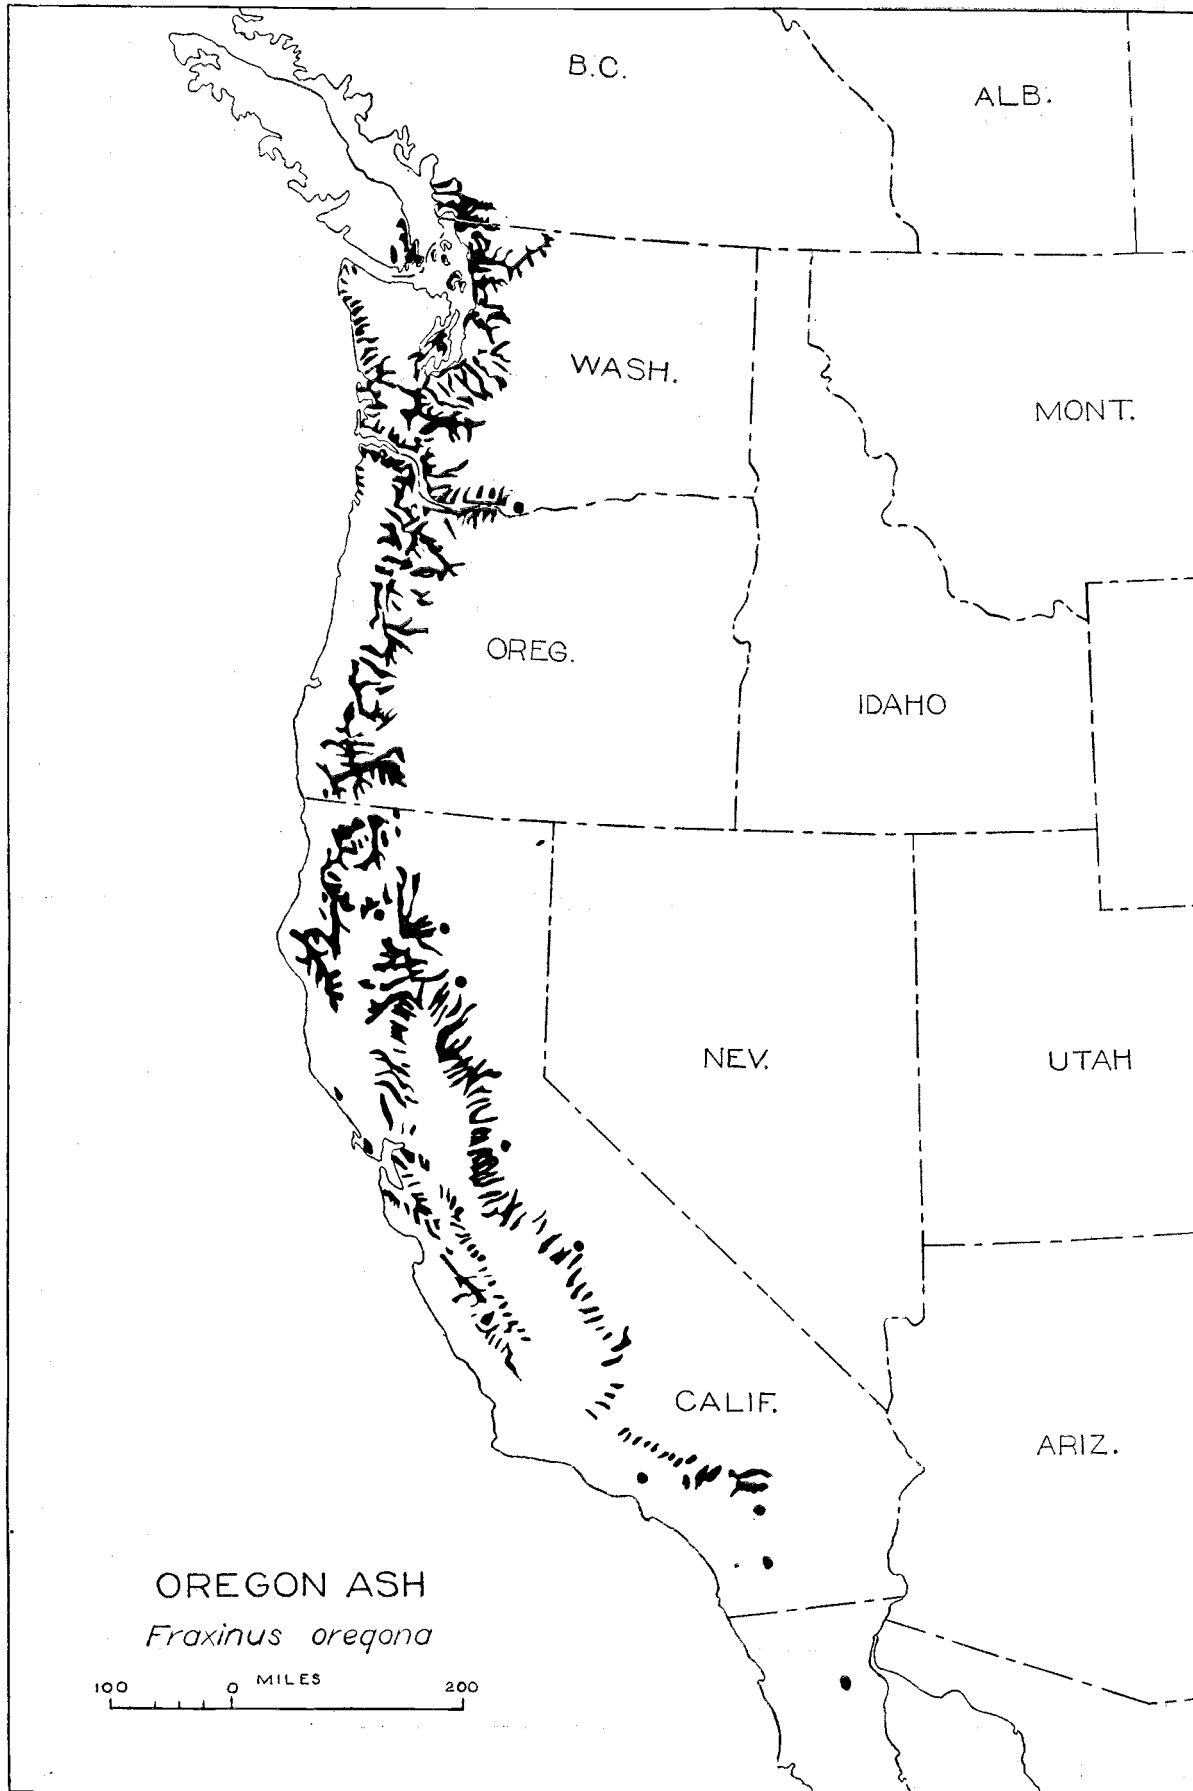 B.C.
ALB.
WASH.
MONT.
OREG.
IDAHO
NEV.
UTAH
CALIF.
ARIZ.
OREGON ASH
Fraxinus oregona
100 0 MILES 200